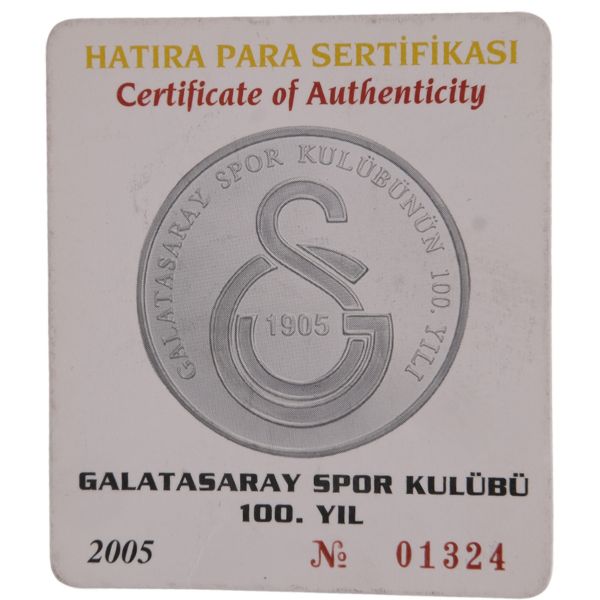 HATIRA PARA SERTİFİKASI
Certificate of Authenticity
GALATASARAY SPOR KULÜBÜNÜN 100. YILI
1905
GALATASARAY SPOR KULÜBÜ
100. YIL
2005 № 01324